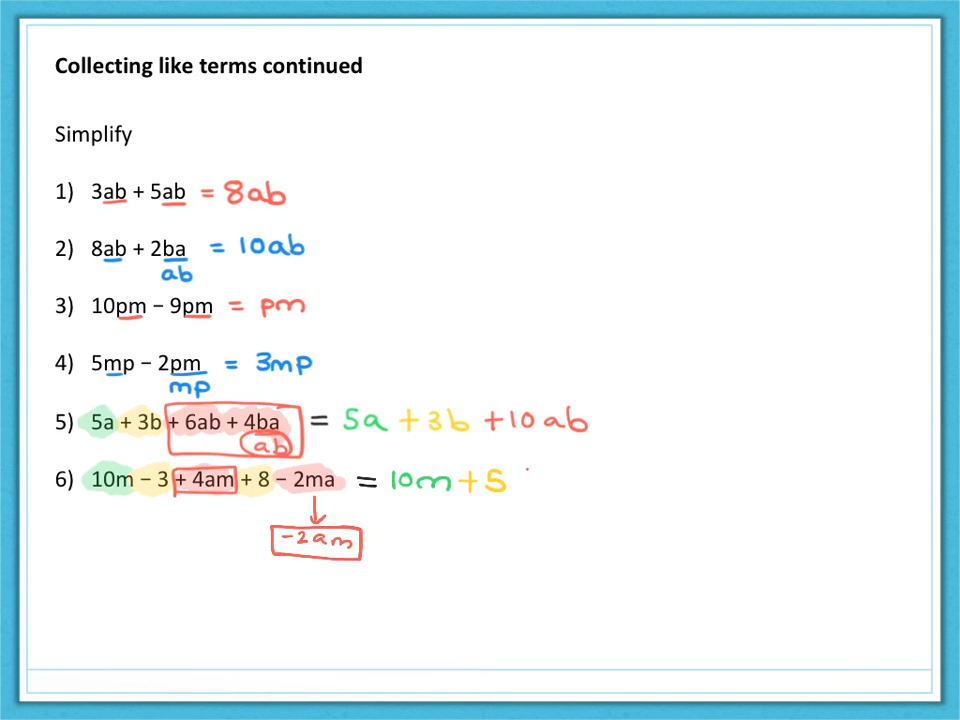 Collecting like terms continued
Simplify
1) 3ab + 5ab = 8ab
2) 8ab + 2ba = 10ab
ab
3) 10pm − 9pm = pm
4) 5mp − 2pm = 3mp
mp
5) 5a + 3b + 6ab + 4ba = 5a + 3b + 10ab
ab
6) 10m − 3 + 4am + 8 − 2ma = 10m + 5
-2am